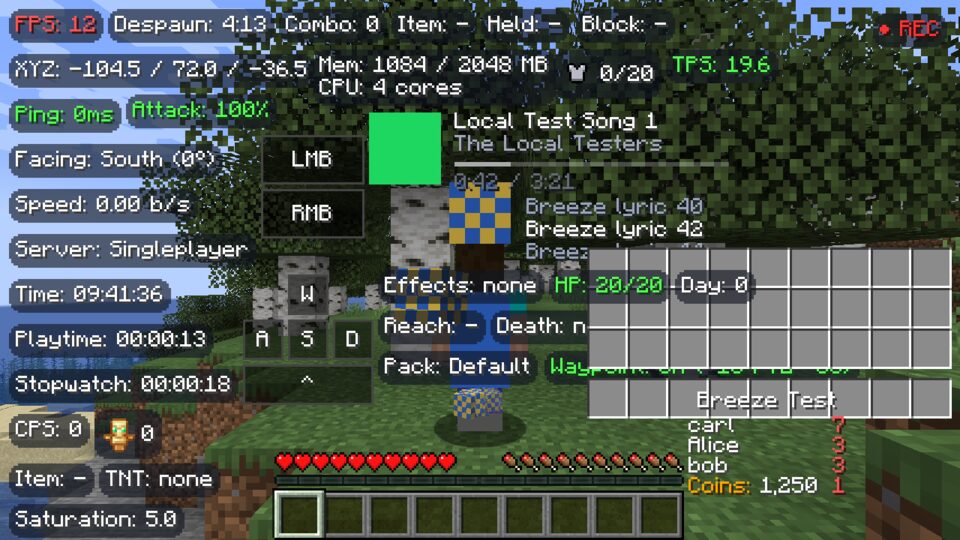 FPS: 12 Despawn: 4:13 Combo: 0 Item: - Held: - Block: -
REC
XYZ: -104.5 / 72.0 / -36.5
Mem: 1084 / 2048 MB
CPU: 4 cores
0/20
TPS: 19.6
Ping: 0ms Attack: 100%
Local Test Song 1
The Local Testers
0:42 / 3:21
Facing: South (0°)
LMB
Speed: 0.00 b/s
RMB
Breeze lyric 40
Breeze lyric 42
Breeze
Server: Singleplayer
Effects: none HP: 20/20 Day: 0
Time: 09:41:36
W
Reach: - Death:
Playtime: 00:00:13
A S D
Pack: Default
Stopwatch: 00:00:18
^
Breeze Test
CPS: 0
0
carl 7
Alice 3
bob 3
Coins: 1,250 1
Item: - TNT: none
Saturation: 5.0